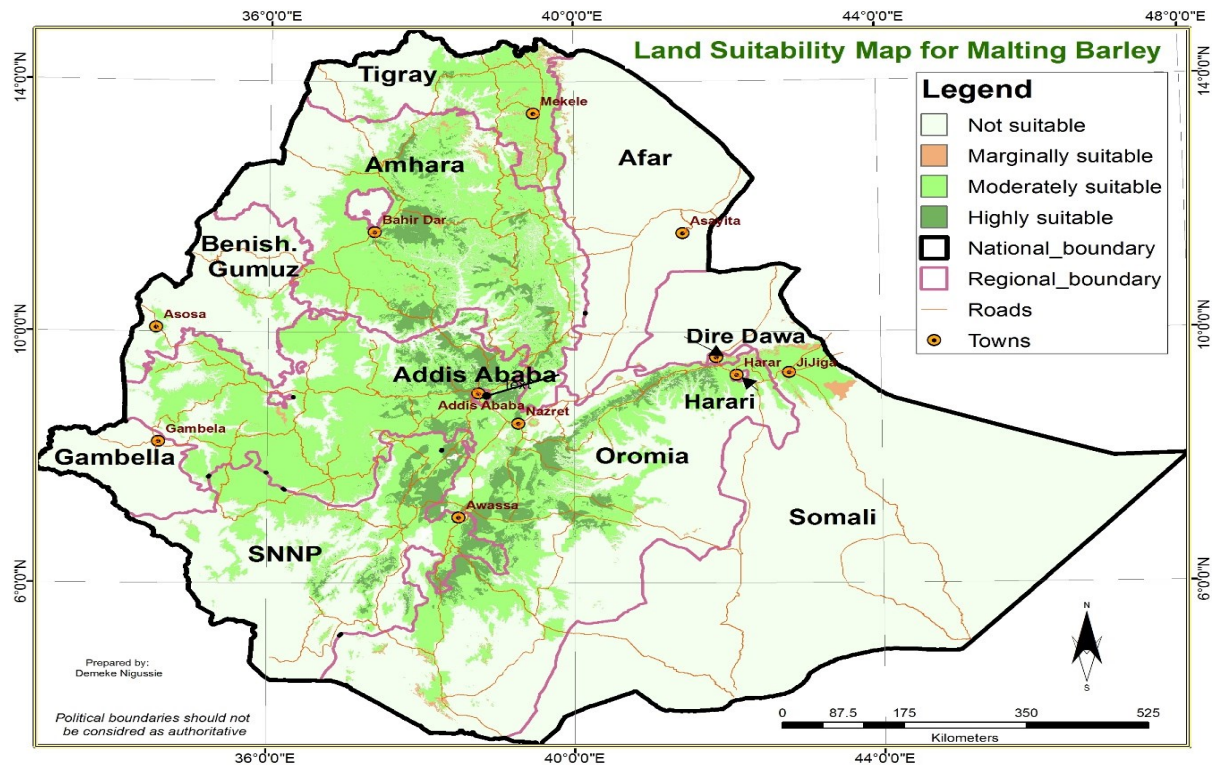 36°0'0"E 40°0'0"E 44°0'0"E 48°0'0"E
Land Suitability Map for Malting Barley
14°0'0"N
14°0'0"N
Legend
Not suitable
Marginally suitable
Moderately suitable
Highly suitable
National_boundary
Regional_boundary
Roads
Towns
Tigray
Mekele
Amhara
Afar
Bahir Dar
Asayita
Benish.
Gumuz
Asosa
10°0'0"N
10°0'0"N
Dire Dawa
Harar
JiJiga
Harari
Addis Ababa
Text
Addis Ababa
Nazret
Gambela
Gambella
Oromia
Awassa
Somali
SNNP
6°0'0"N
6°0'0"N
N
S
Prepared by:
Demeke Nigussie
Political boundaries should not
be considred as authoritative
0 87.5 175 350 525
Kilometers
36°0'0"E 40°0'0"E 44°0'0"E